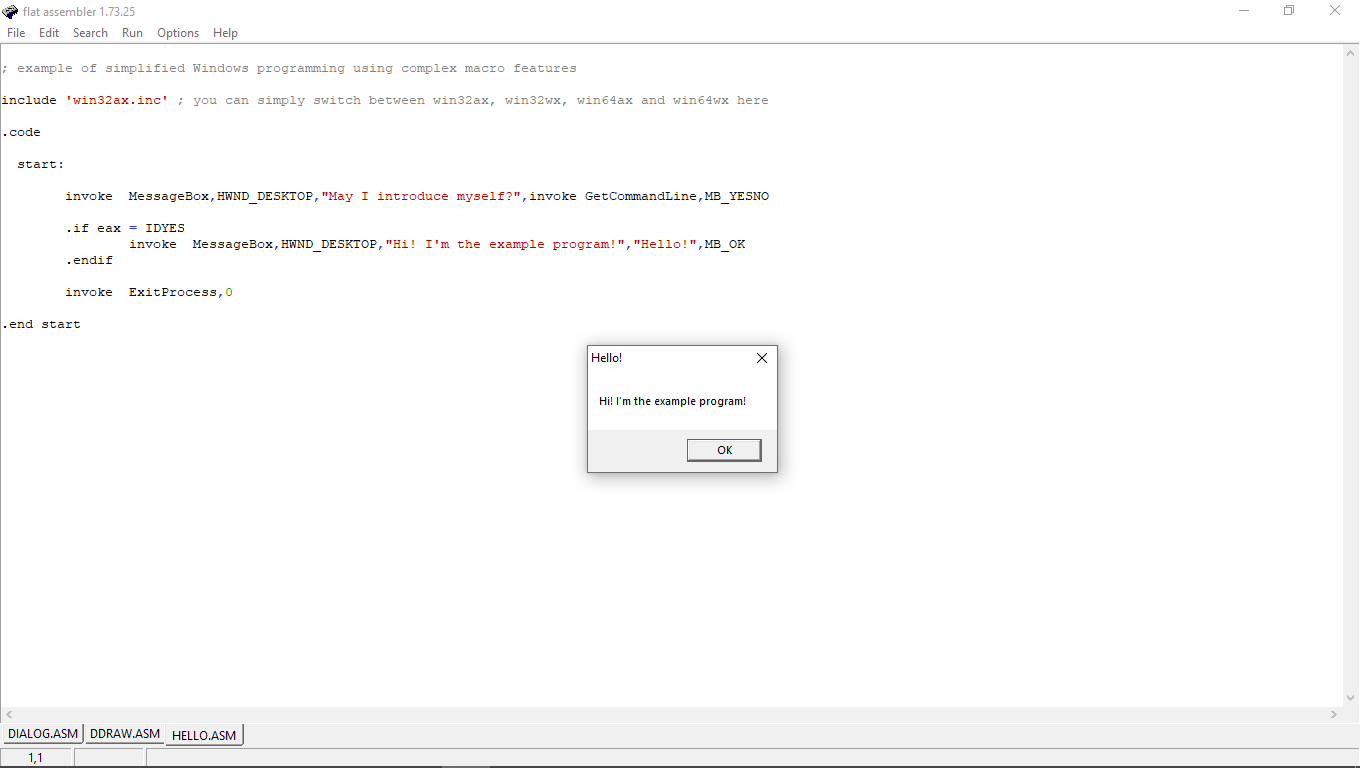 flat assembler 1.73.25
File Edit Search Run Options Help
; example of simplified Windows programming using complex macro features
include 'win32ax.inc' ; you can simply switch between win32ax, win32wx, win64ax and win64wx here
.code
start:
invoke MessageBox,HWND_DESKTOP,"May I introduce myself?",invoke GetCommandLine,MB_YESNO
.if eax = IDYES
invoke MessageBox,HWND_DESKTOP,"Hi! I'm the example program!","Hello!",MB_OK
.endif
invoke ExitProcess,0
.end start
Hello!
Hi! I'm the example program!
OK
DIALOG.ASM DDRAW.ASM HELLO.ASM
1,1